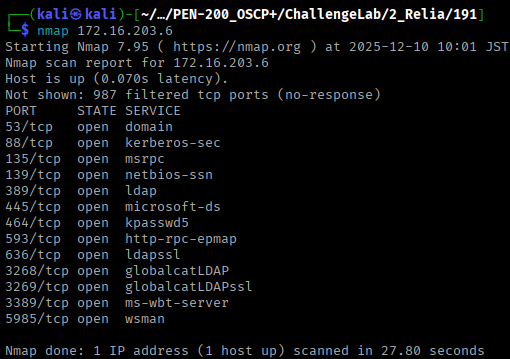 ┌──(kali㉿kali)-[~/…/PEN-200_OSCP+/ChallengeLab/2_Relia/191]
└─$ nmap 172.16.203.6
Starting Nmap 7.95 ( https://nmap.org ) at 2025-12-10 10:01 JST
Nmap scan report for 172.16.203.6
Host is up (0.070s latency).
Not shown: 987 filtered tcp ports (no-response)
PORT     STATE SERVICE
53/tcp   open  domain
88/tcp   open  kerberos-sec
135/tcp  open  msrpc
139/tcp  open  netbios-ssn
389/tcp  open  ldap
445/tcp  open  microsoft-ds
464/tcp  open  kpasswd5
593/tcp  open  http-rpc-epmap
636/tcp  open  ldapssl
3268/tcp open  globalcatLDAP
3269/tcp open  globalcatLDAPssl
3389/tcp open  ms-wbt-server
5985/tcp open  wsman

Nmap done: 1 IP address (1 host up) scanned in 27.80 seconds